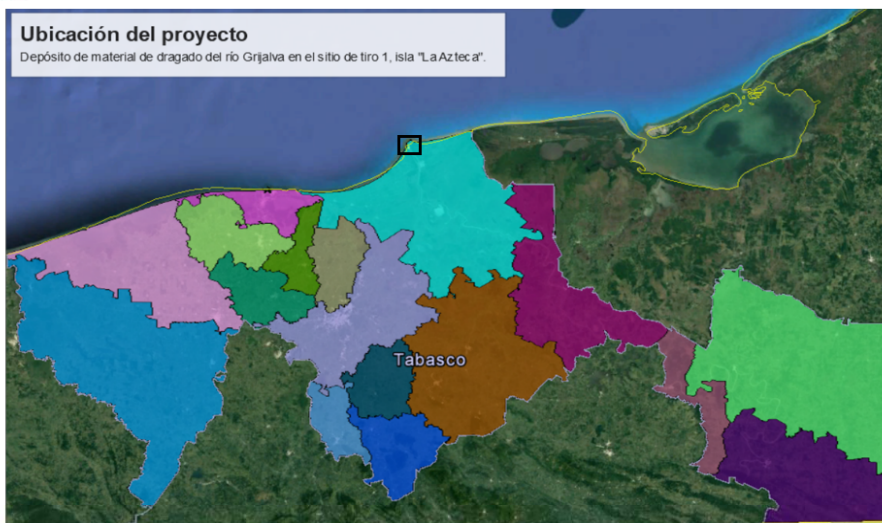 Ubicación del proyecto
Depósito de material de dragado del río Grijalva en el sitio de tiro 1, isla "La Azteca".
Tabasco